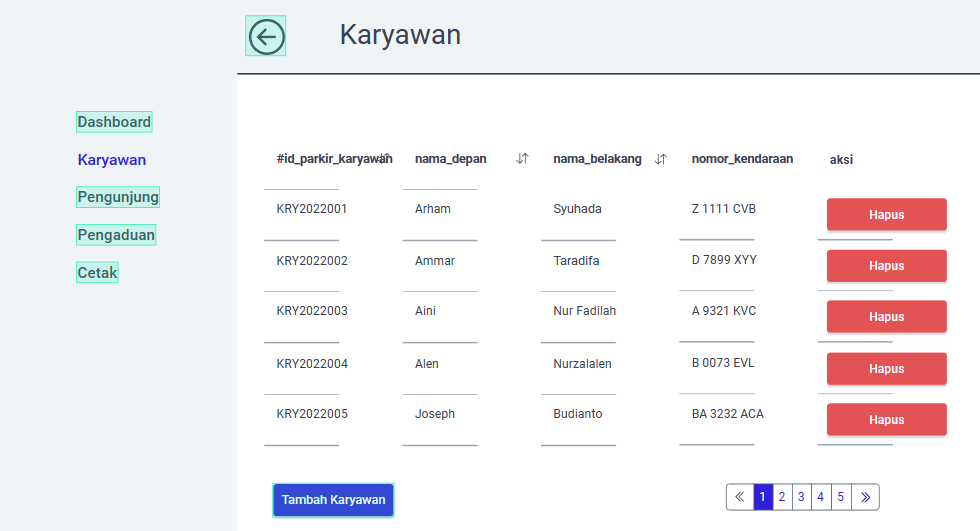 Karyawan
Dashboard
Karyawan
Pengunjung
Pengaduan
Cetak
#id_parkir_karyawan nama_depan nama_belakang nomor_kendaraan aksi
KRY2022001 Arham Syuhada Z 1111 CVB Hapus
KRY2022002 Ammar Taradifa D 7899 XYY Hapus
KRY2022003 Aini Nur Fadilah A 9321 KVC Hapus
KRY2022004 Alen Nurzalalen B 0073 EVL Hapus
KRY2022005 Joseph Budianto BA 3232 ACA Hapus
Tambah Karyawan « 1 2 3 4 5 »